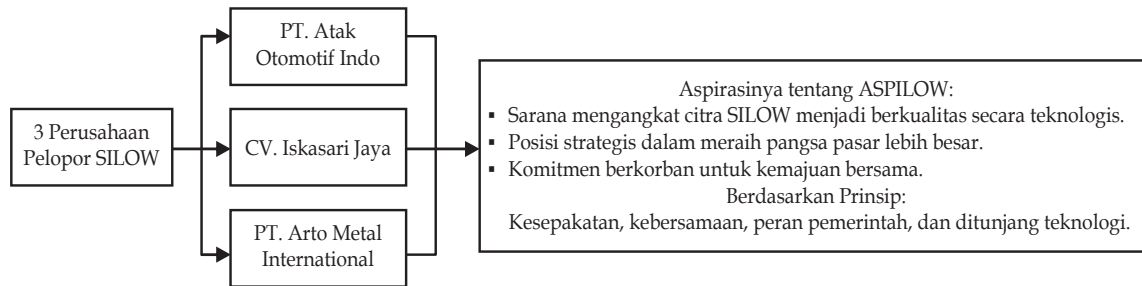 3 Perusahaan
Pelopor SILOW
PT. Atak
Otomotif Indo
CV. Iskasari Jaya
PT. Arto Metal
International
Aspirasinya tentang ASPILOW:
▪ Sarana mengangkat citra SILOW menjadi berkualitas secara teknologis.
▪ Posisi strategis dalam meraih pangsa pasar lebih besar.
▪ Komitmen berkorban untuk kemajuan bersama.
Berdasarkan Prinsip:
Kesepakatan, kebersamaan, peran pemerintah, dan ditunjang teknologi.